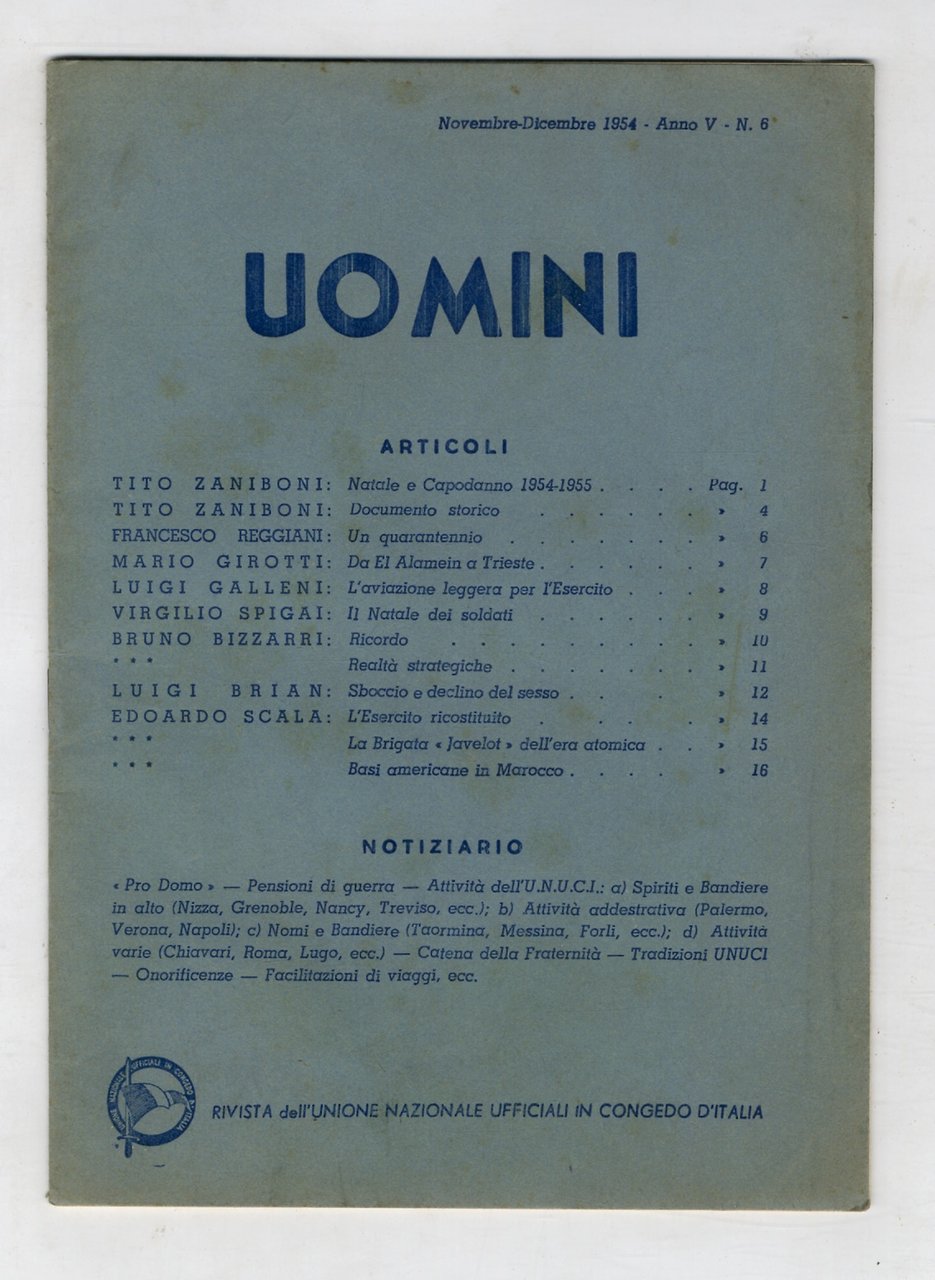 Novembre-Dicembre 1954 - Anno V - N. 6
UOMINI
ARTICOLI
TITO ZANIBONI: Natale e Capodanno 1954-1955 . . . . Pag. 1
TITO ZANIBONI: Documento storico . . . . . . » 4
FRANCESCO REGGIANI: Un quarantennio . . . . . . . » 6
MARIO GIROTTI: Da El Alamein a Trieste . . . . . . » 7
LUIGI GALLENI: L'aviazione leggera per l'Esercito . . . » 8
VIRGILIO SPIGAI: Il Natale dei soldati . . . . . . » 9
BRUNO BIZZARRI: Ricordo . . . . . . . . . » 10
* * * Realtà strategiche . . . . . . . » 11
LUIGI BRIAN: Sboccio e declino del sesso . . . » 12
EDOARDO SCALA: L'Esercito ricostituito . . . . » 14
* * * La Brigata « Javelot » dell'era atomica . . » 15
* * * Basi americane in Marocco . . . . » 16
NOTIZIARIO
« Pro Domo » — Pensioni di guerra — Attività dell'U.N.U.C.I.: a) Spiriti e Bandiere
in alto (Nizza, Grenoble, Nancy, Treviso, ecc.); b) Attività addestrativa (Palermo,
Verona, Napoli); c) Nomi e Bandiere (Taormina, Messina, Forlì, ecc.); d) Attività
varie (Chiavari, Roma, Lugo, ecc.) — Catena della Fraternità — Tradizioni UNUCI
— Onorificenze — Facilitazioni di viaggi, ecc.
UNIONE NAZIONALE UFFICIALI IN CONGEDO D'ITALIA
RIVISTA dell'UNIONE NAZIONALE UFFICIALI IN CONGEDO D'ITALIA